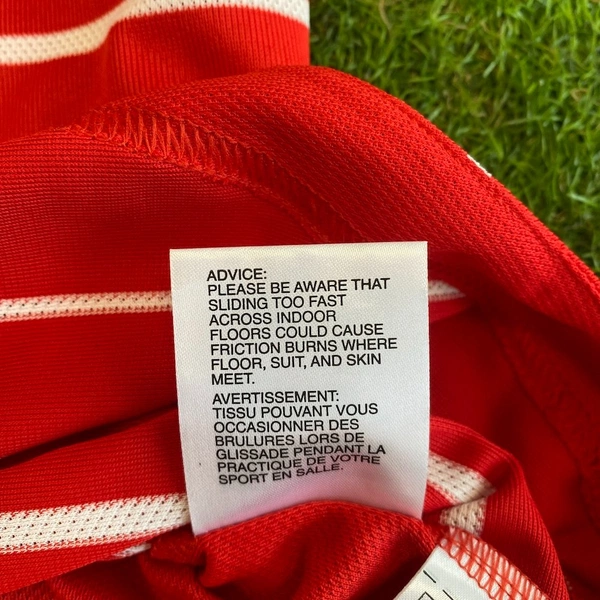 ADVICE:
PLEASE BE AWARE THAT
SLIDING TOO FAST
ACROSS INDOOR
FLOORS COULD CAUSE
FRICTION BURNS WHERE
FLOOR, SUIT, AND SKIN
MEET.
AVERTISSEMENT:
TISSU POUVANT VOUS
OCCASIONNER DES
BRULURES LORS DE
GLISSADE PENDANT LA
PRACTIQUE DE VOTRE
SPORT EN SALLE.